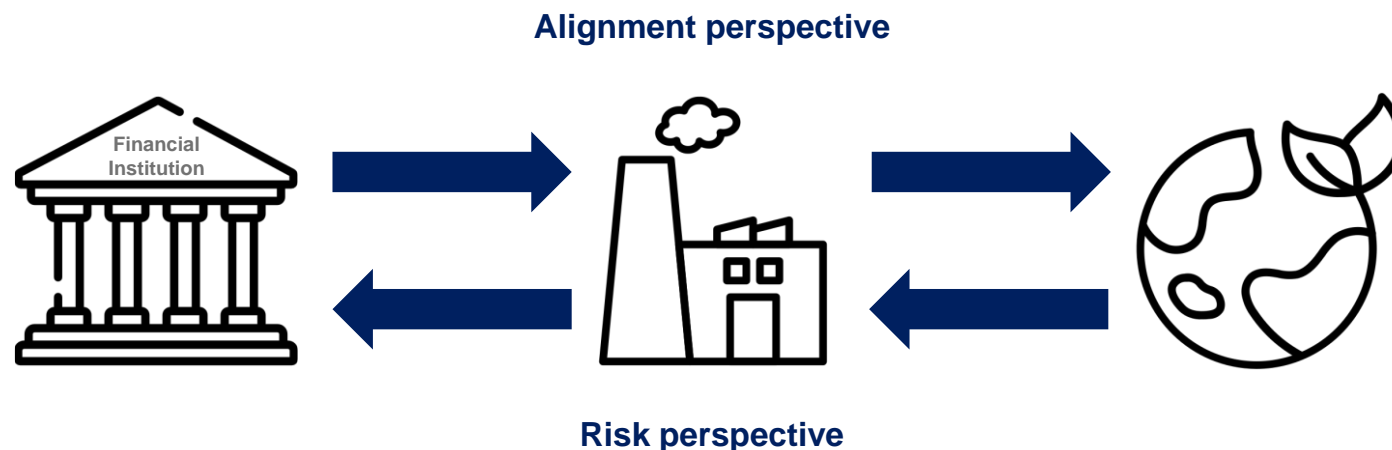 Alignment perspective
Financial
Institution
Risk perspective